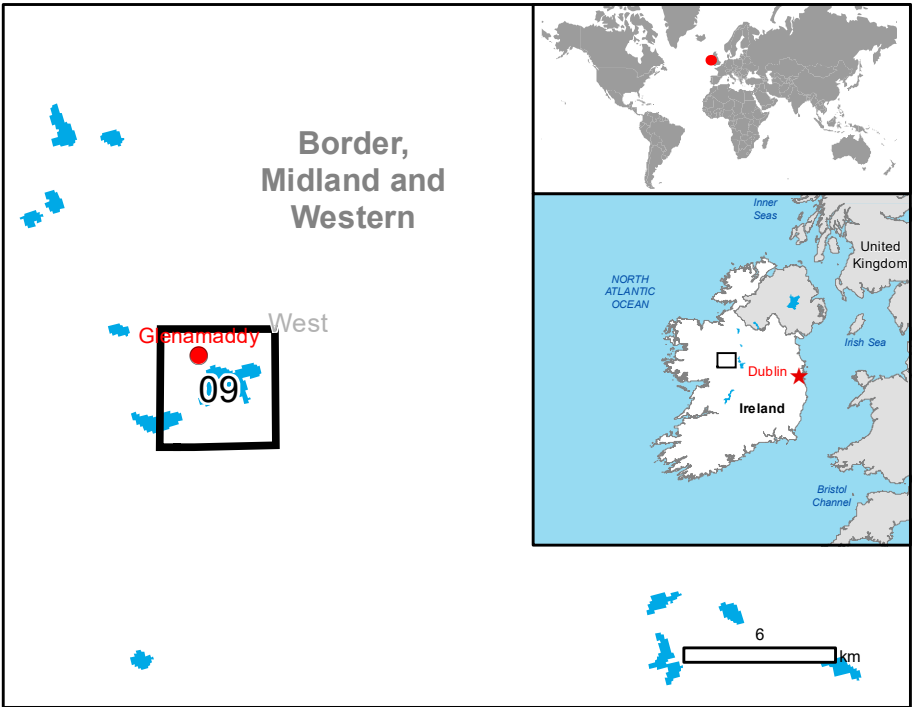 Border,
Midland and
Western
West
Glenamaddy
09
6
km
Inner
Seas
United
Kingdom
NORTH
ATLANTIC
OCEAN
Irish Sea
Dublin
Ireland
Bristol
Channel